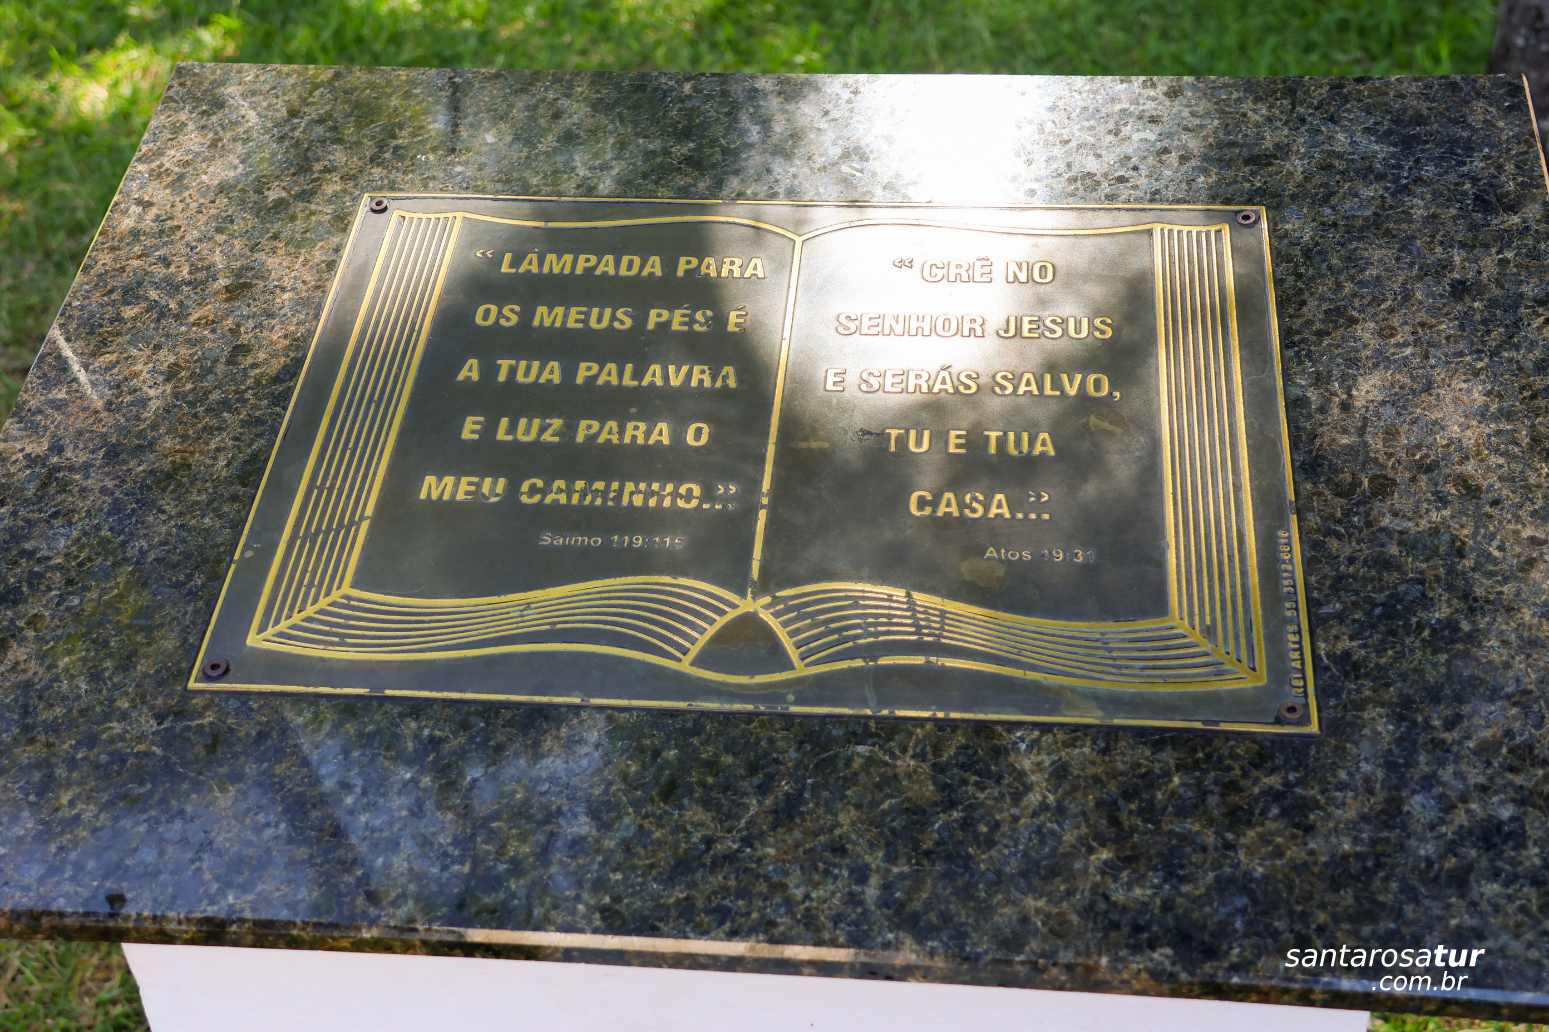 “ LÂMPADA PARA
OS MEUS PÉS É
A TUA PALAVRA
E LUZ PARA O
MEU CAMINHO...”
Salmo 119:115
“ CRÊ NO
SENHOR JESUS
E SERÁS SALVO,
TU E TUA
CASA...”
Atos 19:31
santarosatur
.com.br